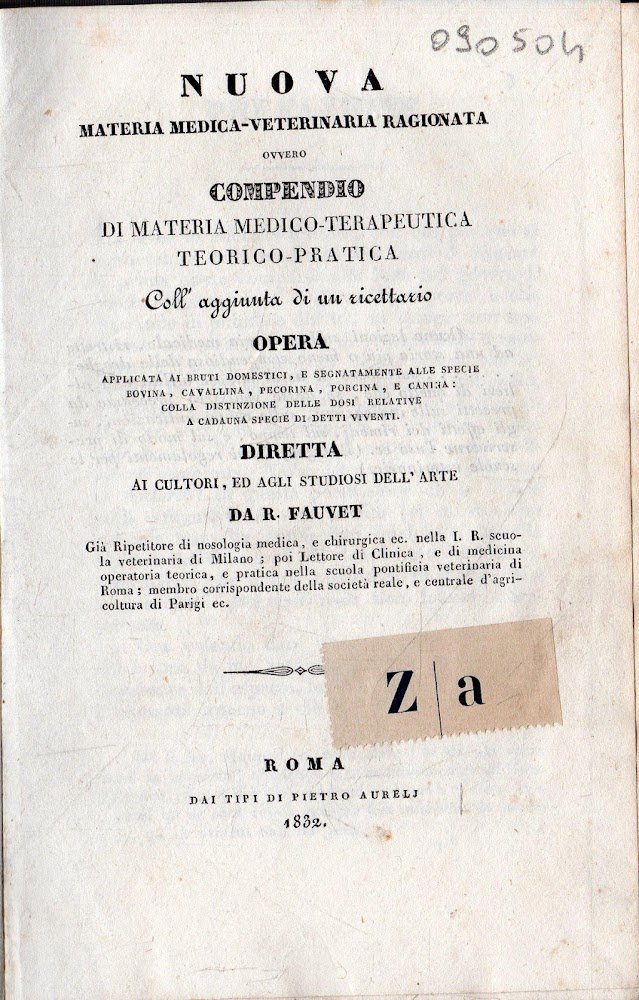 090504
NUOVA
MATERIA MEDICA-VETERINARIA RAGIONATA
OVVERO
COMPENDIO
DI MATERIA MEDICO-TERAPEUTICA
TEORICO-PRATICA
Coll' aggiunta di un ricettario
OPERA
APPLICATA AI BRUTI DOMESTICI, E SEGNATAMENTE ALLE SPECIE
BOVINA, CAVALLINA, PECORINA, PORCINA, E CANINA:
COLLA DISTINZIONE DELLE DOSI RELATIVE
A CADAUNA SPECIE DI DETTI VIVENTI.
DIRETTA
AI CULTORI, ED AGLI STUDIOSI DELL' ARTE
DA R. FAUVET
Già Ripetitore di nosologia medica, e chirurgica ec. nella I. R. scuo-
la veterinaria di Milano; poi Lettore di Clinica, e di medicina
operatoria teorica, e pratica nella scuola pontificia veterinaria di
Roma; membro corrispondente della società reale, e centrale d'agri-
coltura di Parigi ec.
Z a
ROMA
DAI TIPI DI PIETRO AURELJ
1832.